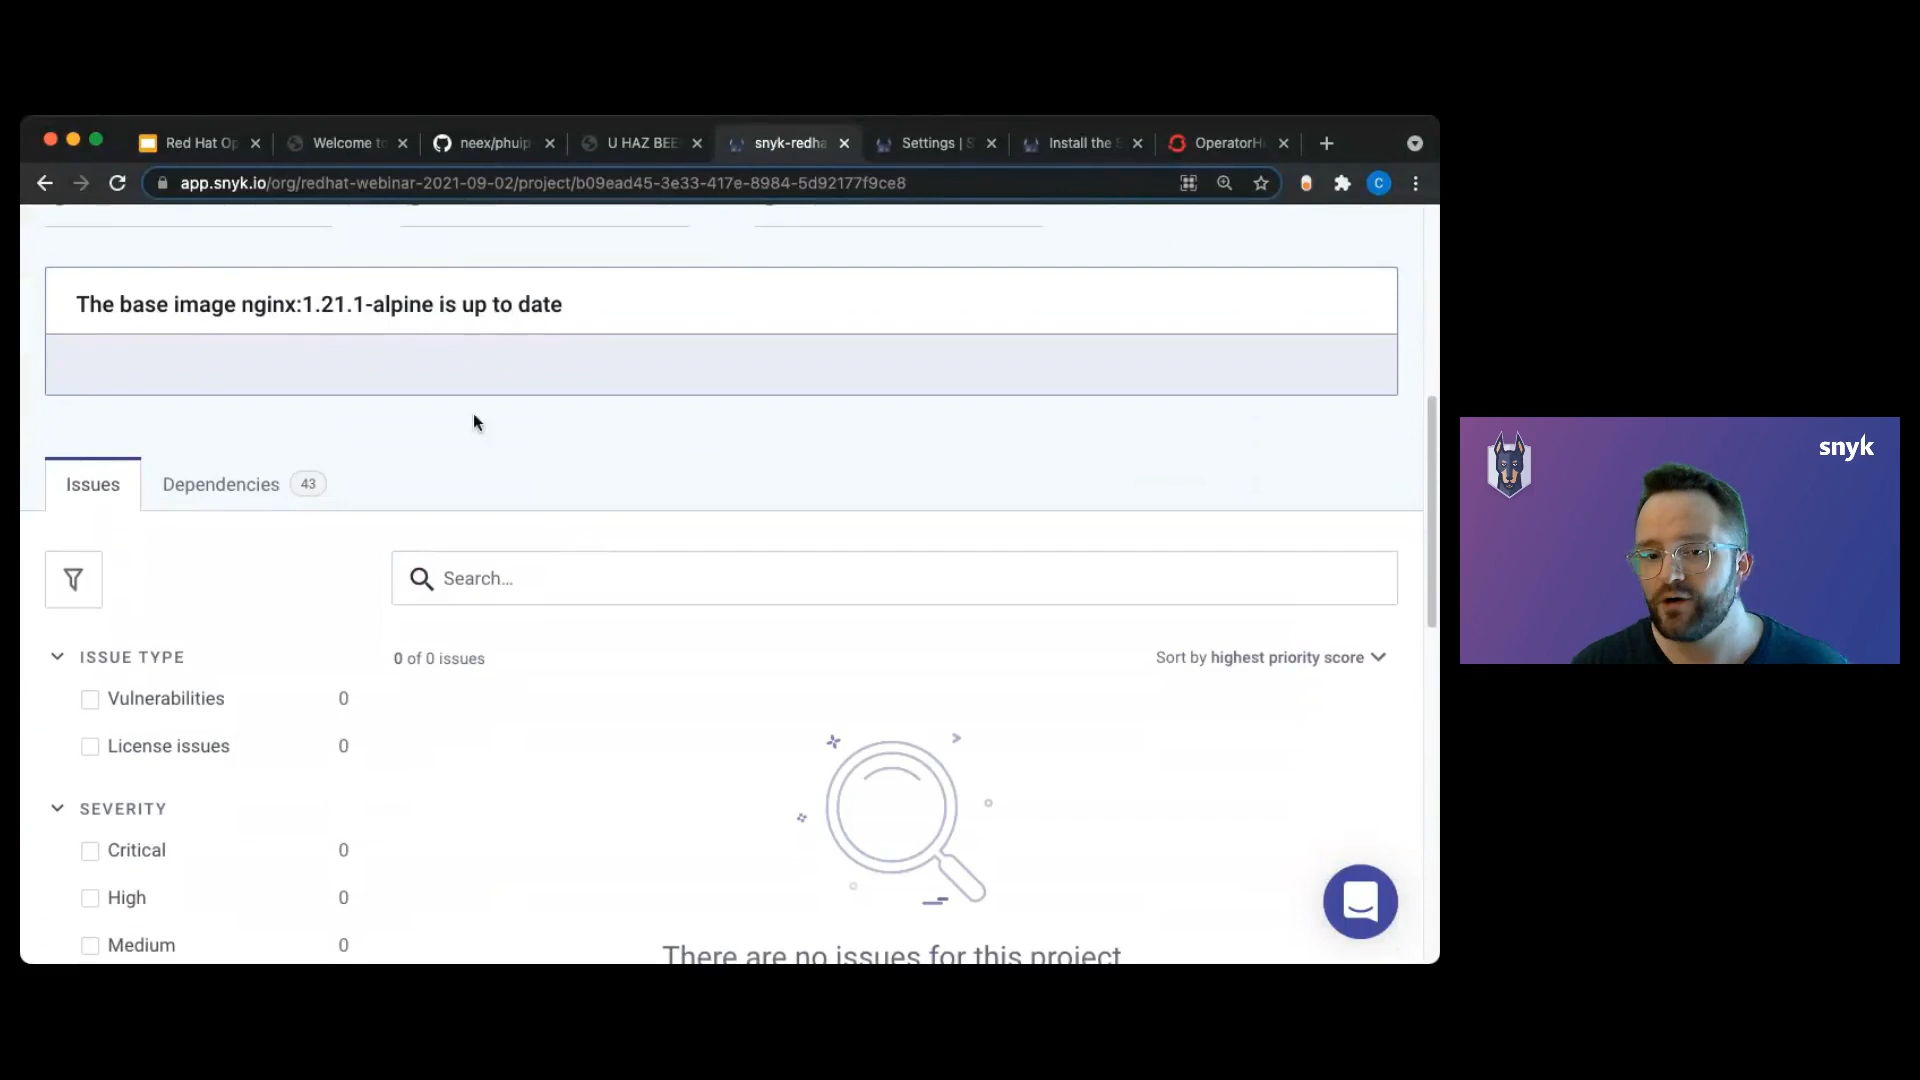 Red Hat Op
Welcome to
neex/phuip
U HAZ BEE
snyk-redha
Settings | S
Install the S
OperatorH
app.snyk.io/org/redhat-webinar-2021-09-02/project/b09ead45-3e33-417e-8984-5d92177f9ce8
C
The base image nginx:1.21.1-alpine is up to date
Issues
Dependencies 43
Search...
ISSUE TYPE
0 of 0 issues
Sort by highest priority score
Vulnerabilities 0
License issues 0
SEVERITY
Critical 0
High 0
Medium 0
There are no issues for this project
snyk